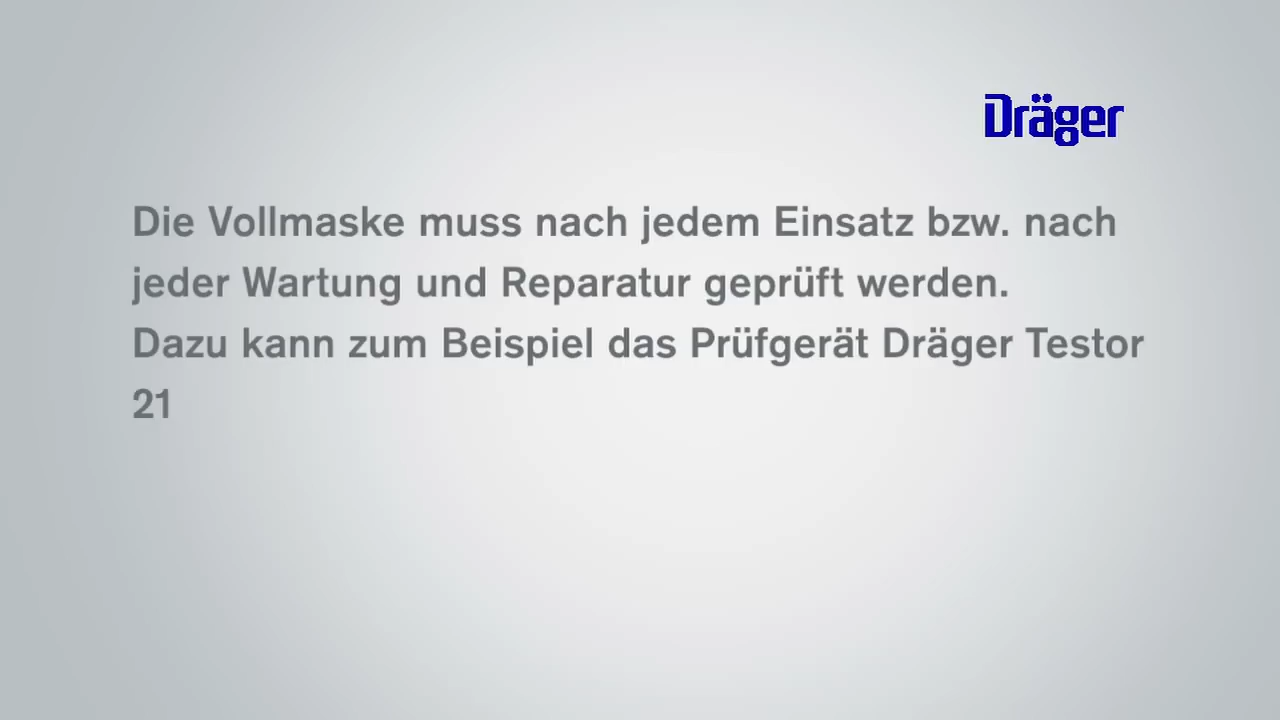 Dräger
Die Vollmaske muss nach jedem Einsatz bzw. nach
jeder Wartung und Reparatur geprüft werden.
Dazu kann zum Beispiel das Prüfgerät Dräger Testor
21